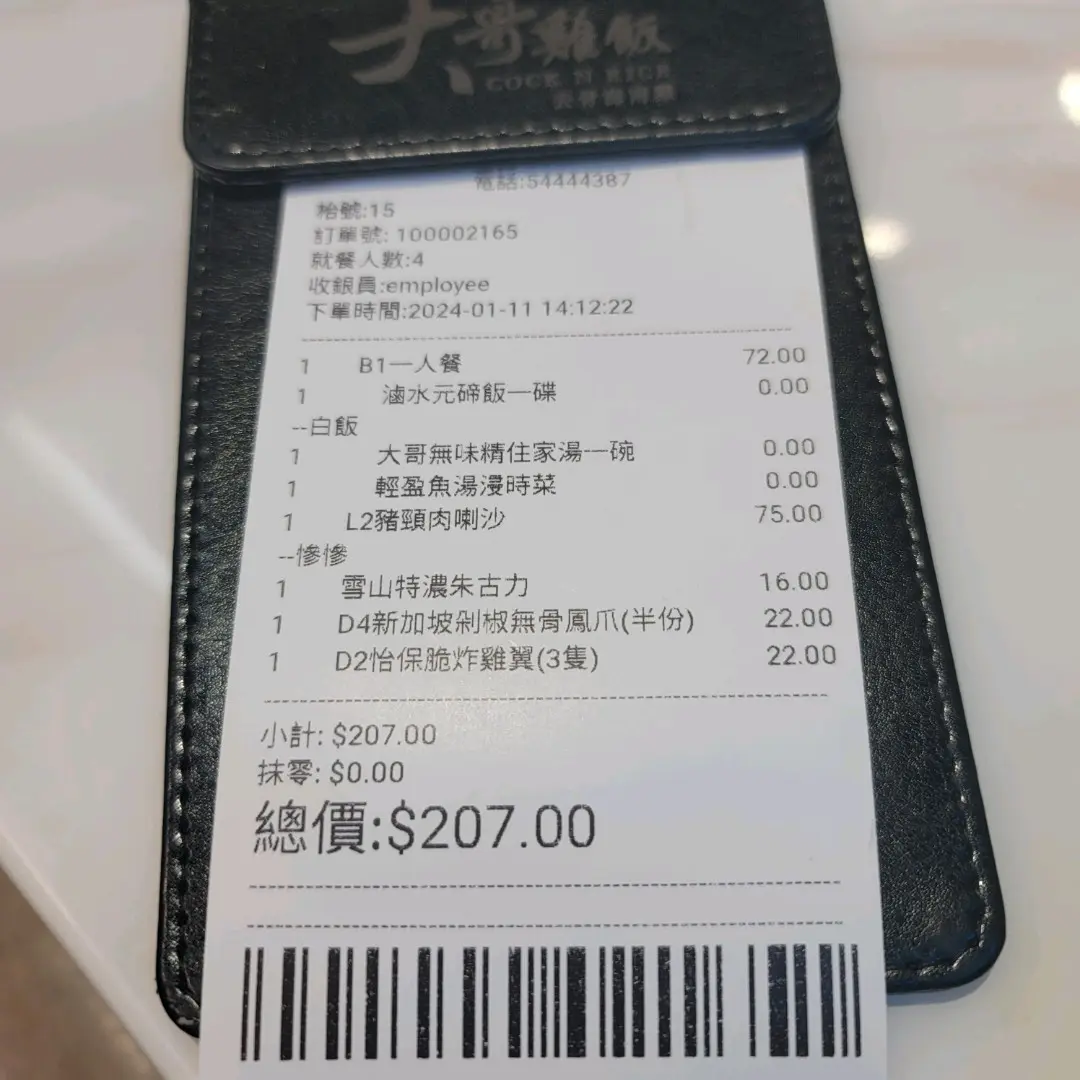 大哥雞飯
COCK N RICE
電話:54444387
枱號:15
訂單號: 100002165
就餐人數:4
收銀員:employee
下單時間:2024-01-11 14:12:22
1 B1一人餐 72.00
1 滷水元碲飯一碟 0.00
--白飯
1 大哥無味精住家湯一碗 0.00
1 輕盈魚湯浸時菜 0.00
1 L2豬頸肉喇沙 75.00
--慘慘
1 雪山特濃朱古力 16.00
1 D4新加坡剁椒無骨鳳爪(半份) 22.00
1 D2怡保脆炸雞翼(3隻) 22.00
小計: $207.00
抹零: $0.00
總價:$207.00